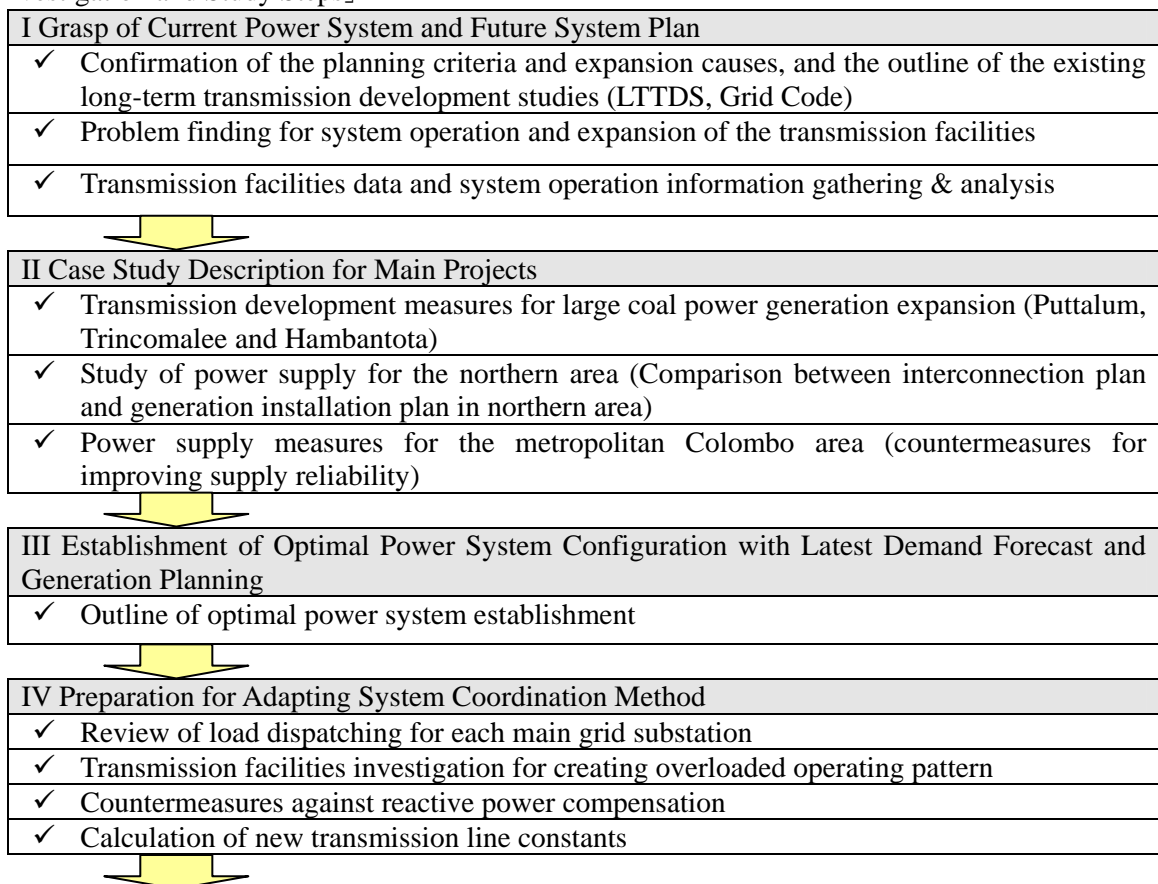 I Grasp of Current Power System and Future System Plan
✓ Confirmation of the planning criteria and expansion causes, and the outline of the existing
long-term transmission development studies (LTTDS, Grid Code)
✓ Problem finding for system operation and expansion of the transmission facilities
✓ Transmission facilities data and system operation information gathering & analysis
II Case Study Description for Main Projects
✓ Transmission development measures for large coal power generation expansion (Puttalum,
Trincomalee and Hambantota)
✓ Study of power supply for the northern area (Comparison between interconnection plan
and generation installation plan in northern area)
✓ Power supply measures for the metropolitan Colombo area (countermeasures for
improving supply reliability)
III Establishment of Optimal Power System Configuration with Latest Demand Forecast and
Generation Planning
✓ Outline of optimal power system establishment
IV Preparation for Adapting System Coordination Method
✓ Review of load dispatching for each main grid substation
✓ Transmission facilities investigation for creating overloaded operating pattern
✓ Countermeasures against reactive power compensation
✓ Calculation of new transmission line constants